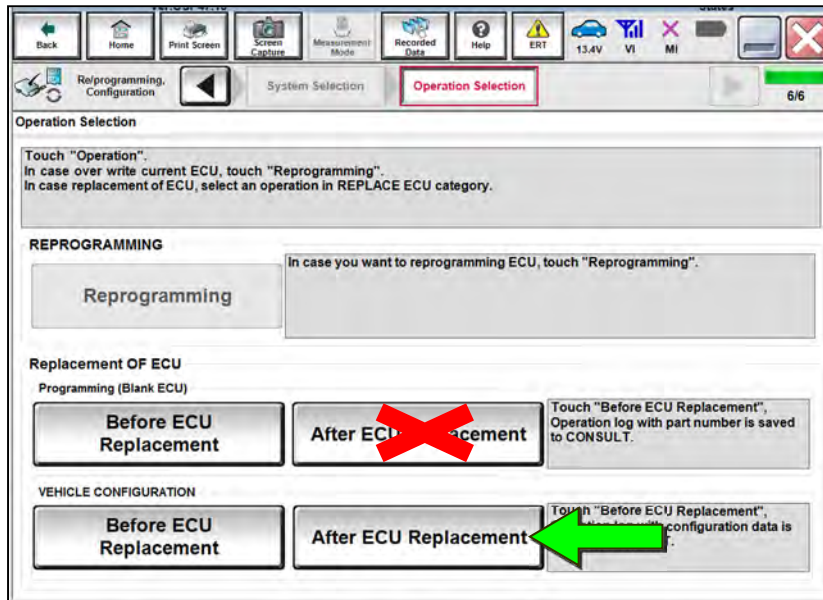 Back
Home
Print Screen
Screen
Capture
Measurement
Mode
Recorded
Data
Help
ERT
13.4V
VI
MI
Re/programming,
Configuration
System Selection
Operation Selection
6/6
Operation Selection
Touch "Operation".
In case over write current ECU, touch "Reprogramming".
In case replacement of ECU, select an operation in REPLACE ECU category.
REPROGRAMMING
Reprogramming
In case you want to reprogramming ECU, touch "Reprogramming".
Replacement OF ECU
Programming (Blank ECU)
Before ECU
Replacement
After ECU
Touch "Before ECU Replacement",
Operation log with part number is saved
to CONSULT.
VEHICLE CONFIGURATION
Before ECU
Replacement
After ECU Replacement
Touch "Before ECU Replacement",
with configuration data is